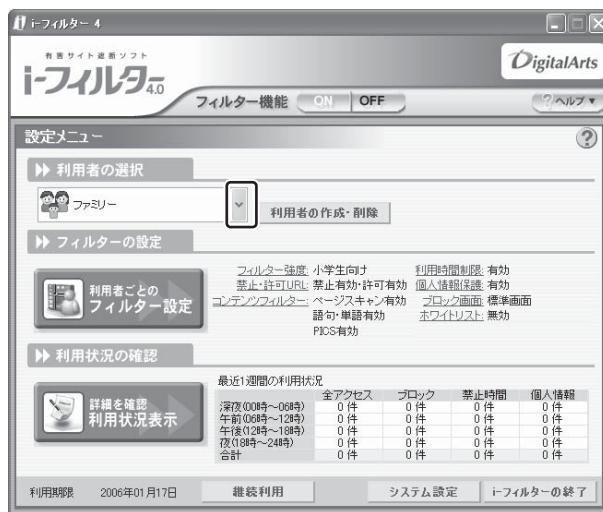 i-フィルター 4
有害サイト遮断ソフト
i-フィルター4.0
DigitalArts
フィルター機能 ON OFF
?ヘルプ▼
設定メニュー
?
利用者の選択
ファミリー
利用者の作成・削除
フィルターの設定
利用者ごとの
フィルター設定
フィルター強度: 小学生向け 利用時間制限: 有効
禁止・許可URL: 禁止有効・許可有効 個人情報保護: 有効
コンテンツフィルター: ページスキャン有効 ブロック画面: 標準画面
語句・単語有効 ホワイトリスト: 無効
PICS有効
利用状況の確認
詳細を確認
利用状況表示
最近1週間の利用状況
全アクセス ブロック 禁止時間 個人情報
深夜(00時～06時) 0 件 0 件 0 件 0 件
午前(06時～12時) 0 件 0 件 0 件 0 件
午後(12時～18時) 0 件 0 件 0 件 0 件
夜(18時～24時) 0 件 0 件 0 件 0 件
合計 0 件 0 件 0 件 0 件
利用期限 2006年01月17日
継続利用
システム設定
i-フィルターの終了